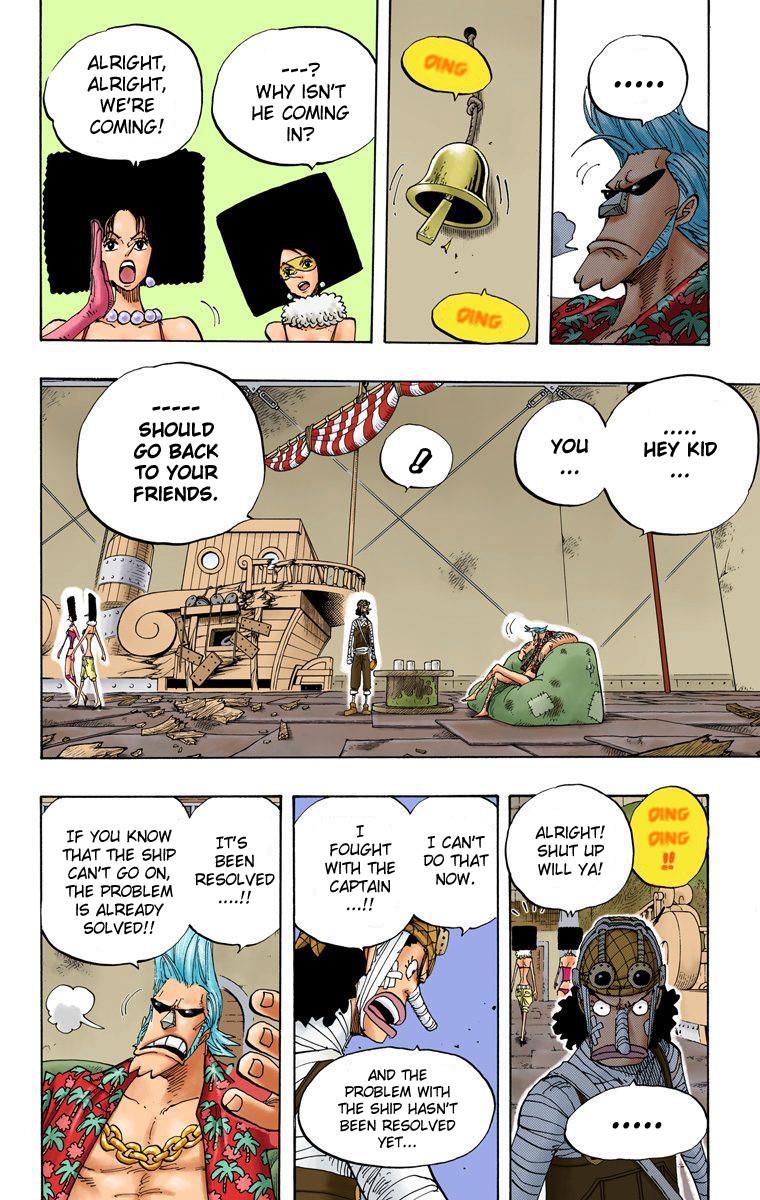 .....
DING
DING
---?
WHY ISN'T
HE COMING
IN?
ALRIGHT,
ALRIGHT,
WE'RE
COMING!
.....
HEY KID
...
YOU
...
!
-----
SHOULD
GO BACK
TO YOUR
FRIENDS.
DING
DING
!!
ALRIGHT!
SHUT UP
WILL YA!
.....
I CAN'T
DO THAT
NOW.
I
FOUGHT
WITH THE
CAPTAIN
...!!
AND THE
PROBLEM WITH
THE SHIP HASN'T
BEEN RESOLVED
YET...
IT'S
BEEN
RESOLVED
....!!
IF YOU KNOW
THAT THE SHIP
CAN'T GO ON,
THE PROBLEM
IS ALREADY
SOLVED!!